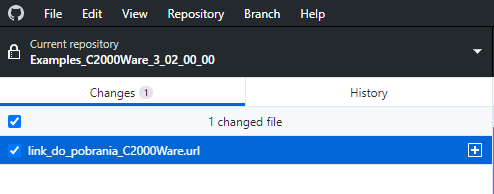 File Edit View Repository Branch Help
Current repository
Examples_C2000Ware_3_02_00_00
Changes 1 History
1 changed file
link_do_pobrania_C2000Ware.url